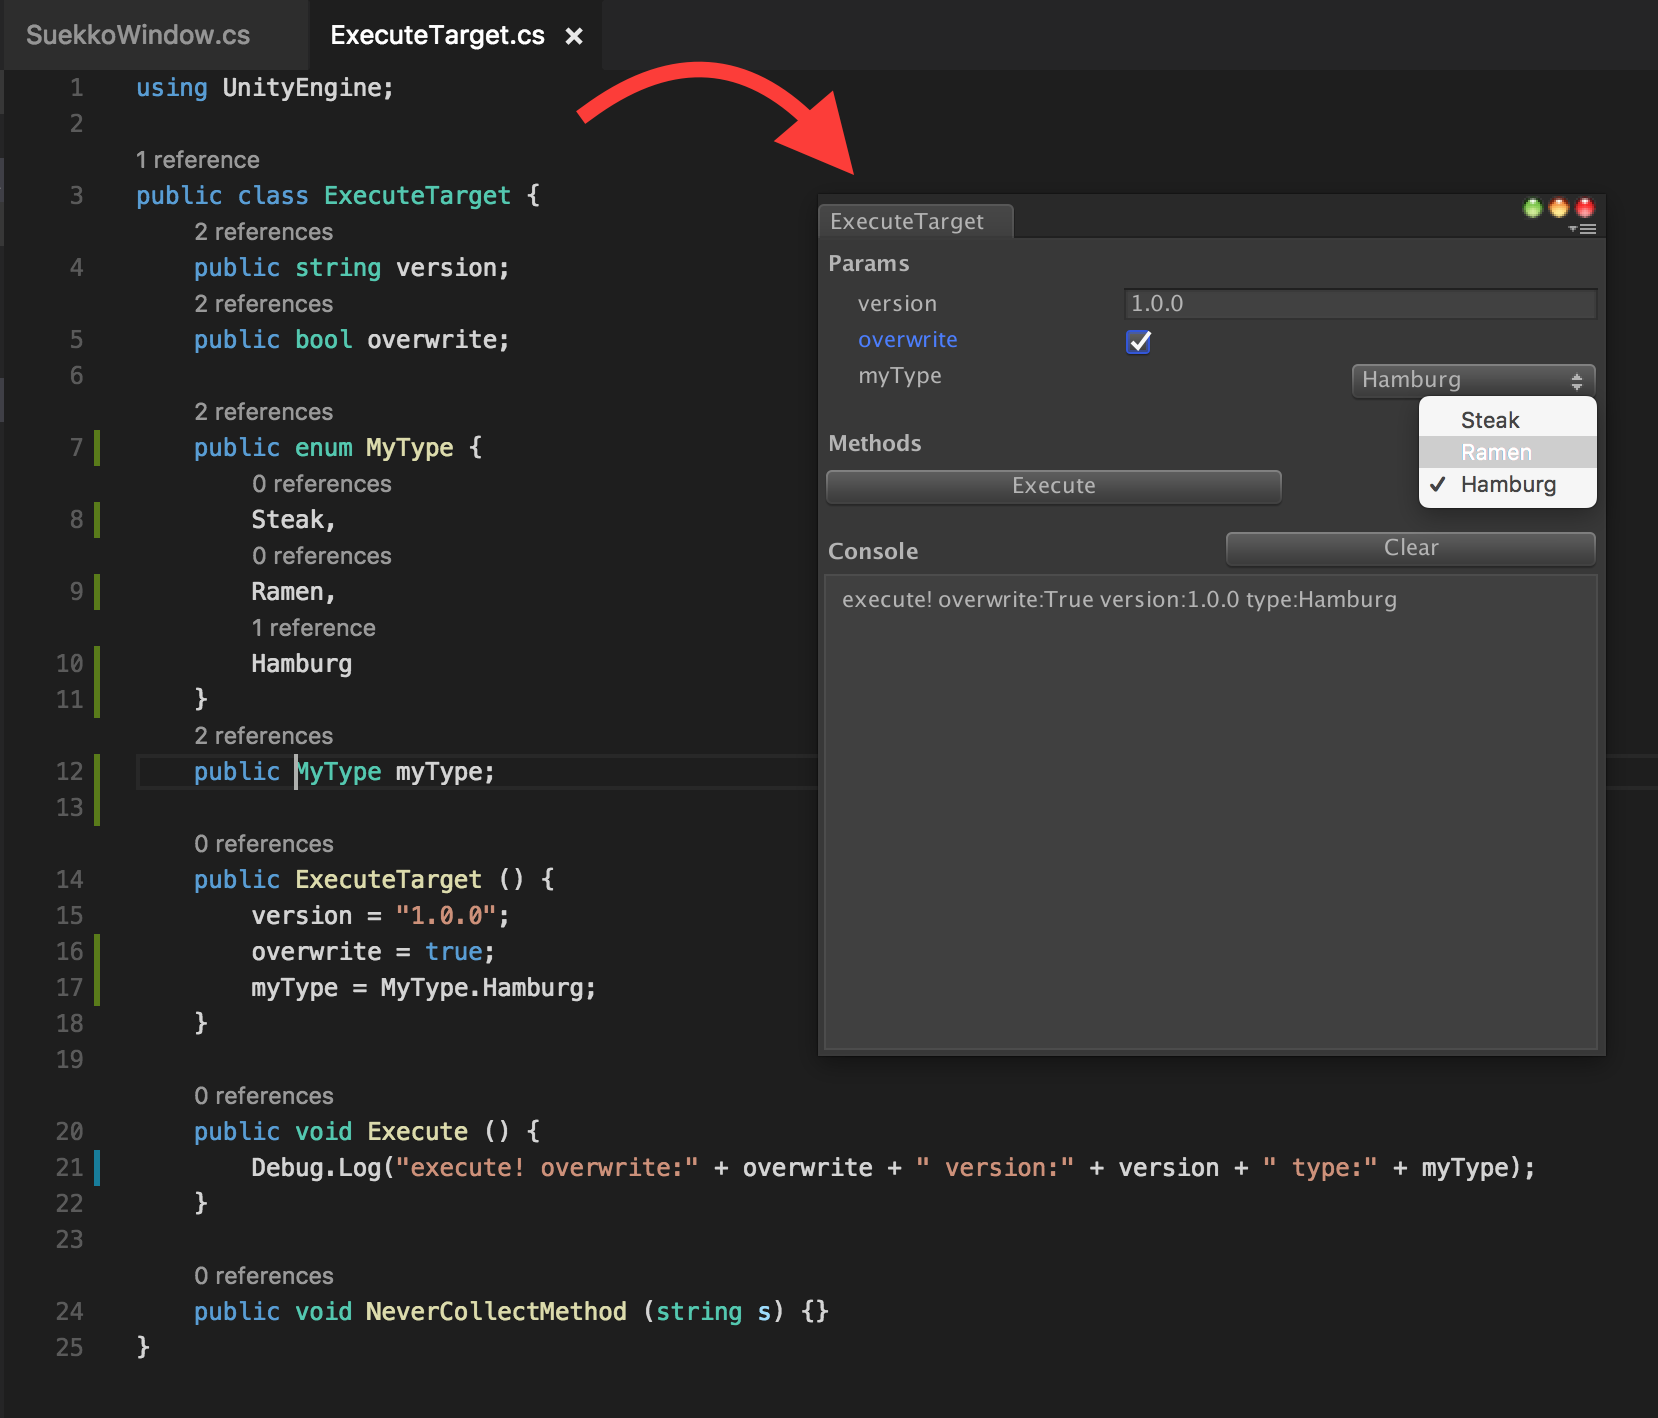 SuekkoWindow.cs
ExecuteTarget.cs ×
1 using UnityEngine;
2
1 reference
3 public class ExecuteTarget {
2 references
4 public string version;
2 references
5 public bool overwrite;
6
2 references
7 public enum MyType {
0 references
8 Steak,
0 references
9 Ramen,
1 reference
10 Hamburg
11 }
2 references
12 public MyType myType;
13
0 references
14 public ExecuteTarget () {
15 version = "1.0.0";
16 overwrite = true;
17 myType = MyType.Hamburg;
18 }
19
0 references
20 public void Execute () {
21 Debug.Log("execute! overwrite:" + overwrite + " version:" + version + " type:" + myType);
22 }
23
0 references
24 public void NeverCollectMethod (string s) {}
25 }
ExecuteTarget
Params
version 1.0.0
overwrite
myType Hamburg
Steak
Ramen
Hamburg
Methods
Execute
Console Clear
execute! overwrite:True version:1.0.0 type:Hamburg